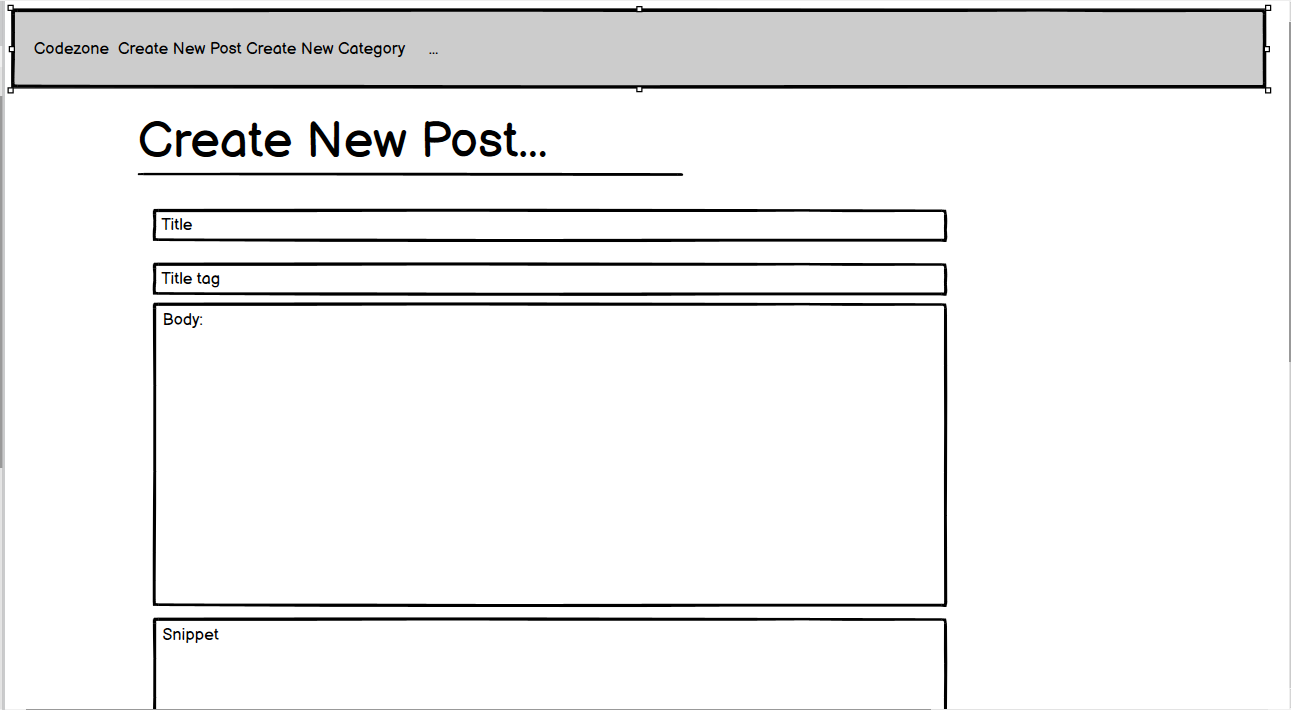 Codezone Create New Post Create New Category ...
Create New Post...
Title
Title tag
Body:
Snippet